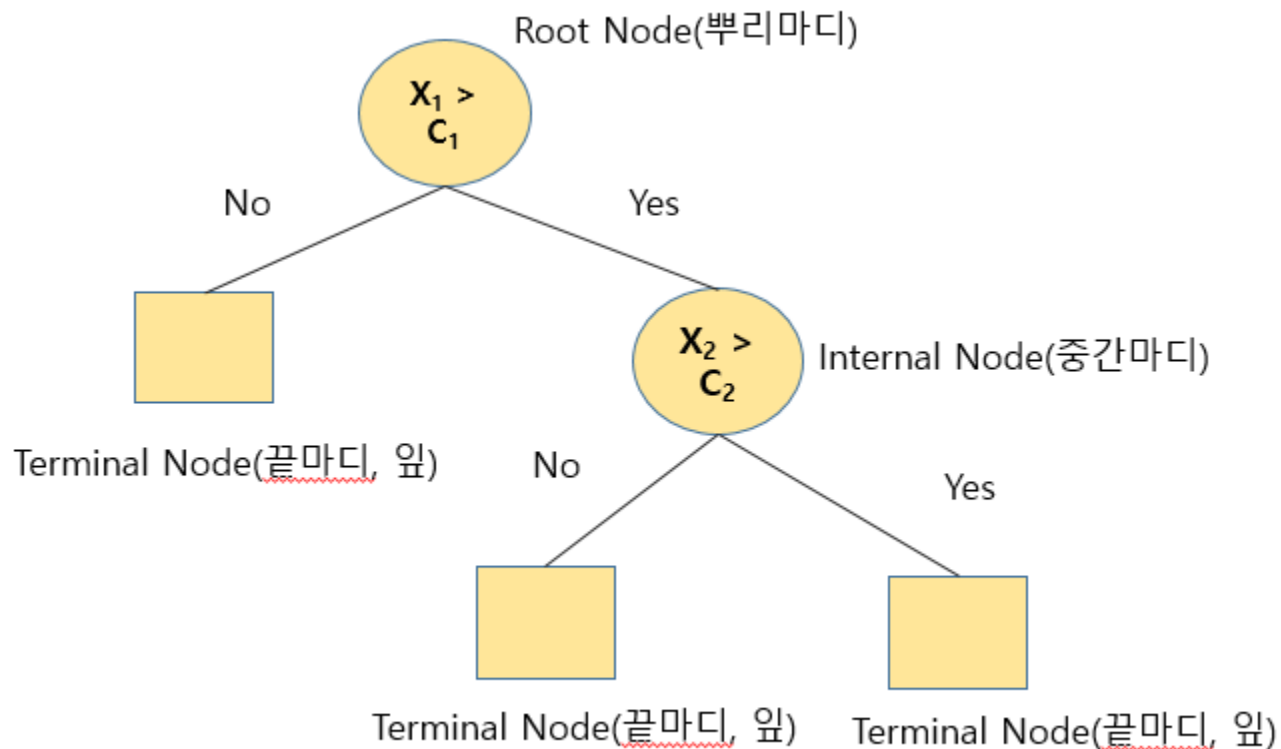 Root Node(뿌리마디)
X₁ >
C₁
No
Yes
X₂ >
C₂
Internal Node(중간마디)
Terminal Node(끝마디, 잎)
No
Yes
Terminal Node(끝마디, 잎)
Terminal Node(끝마디, 잎)